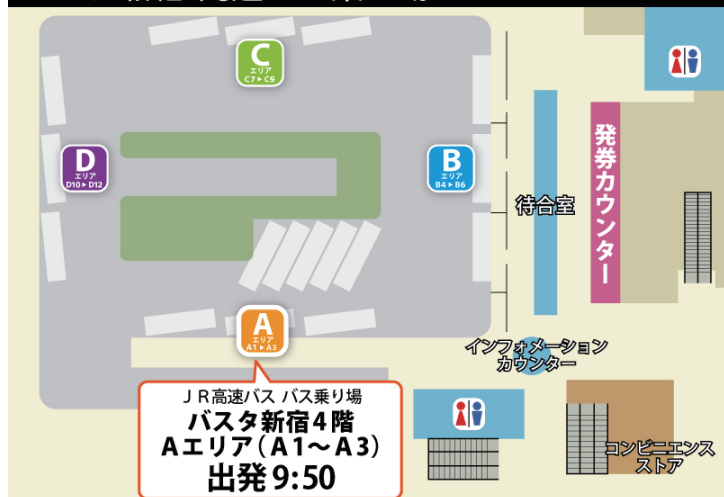 C
エリア
C7▶C9
D
エリア
D10▶D12
B
エリア
B4▶B6
待合室
発券カウンター
A
エリア
A1▶A3
インフォメーション
カウンター
JR高速バス バス乗り場
バスタ新宿4階
Aエリア(A1〜A3)
出発9:50
コンビニエンス
ストア